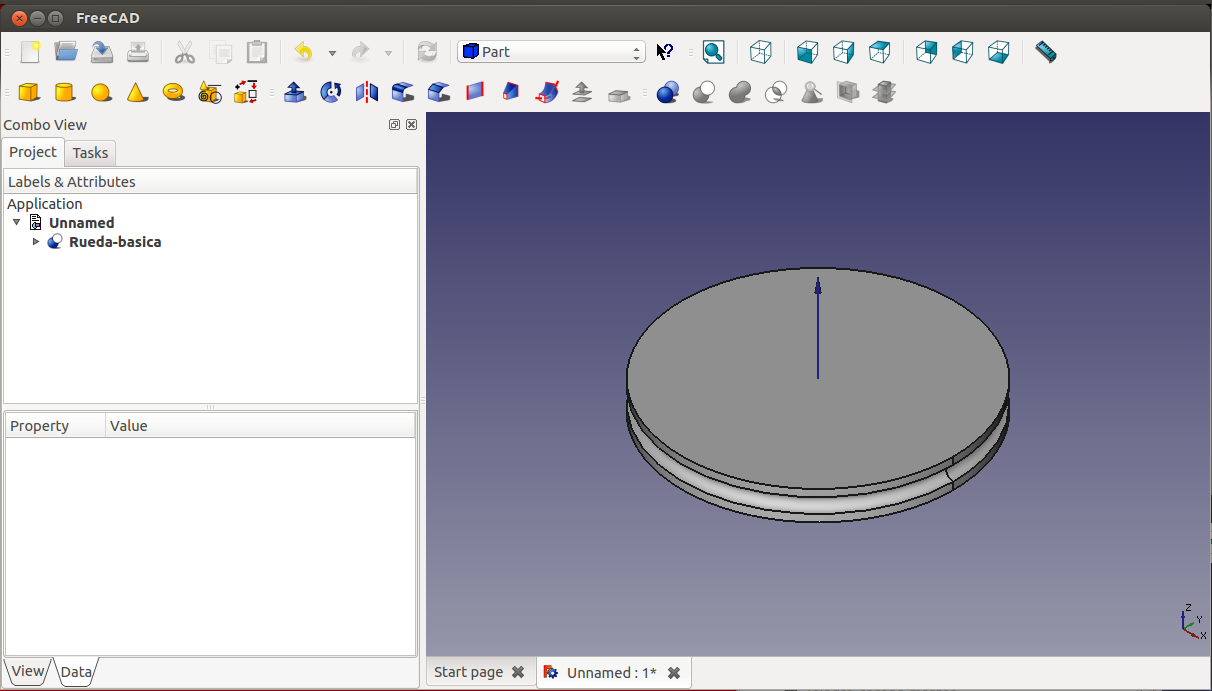 FreeCAD
Part
Combo View
Project Tasks
Labels & Attributes
Application
Unnamed
Rueda-basica
Property Value
View Data
Start page Unnamed : 1*
Z
Y
X